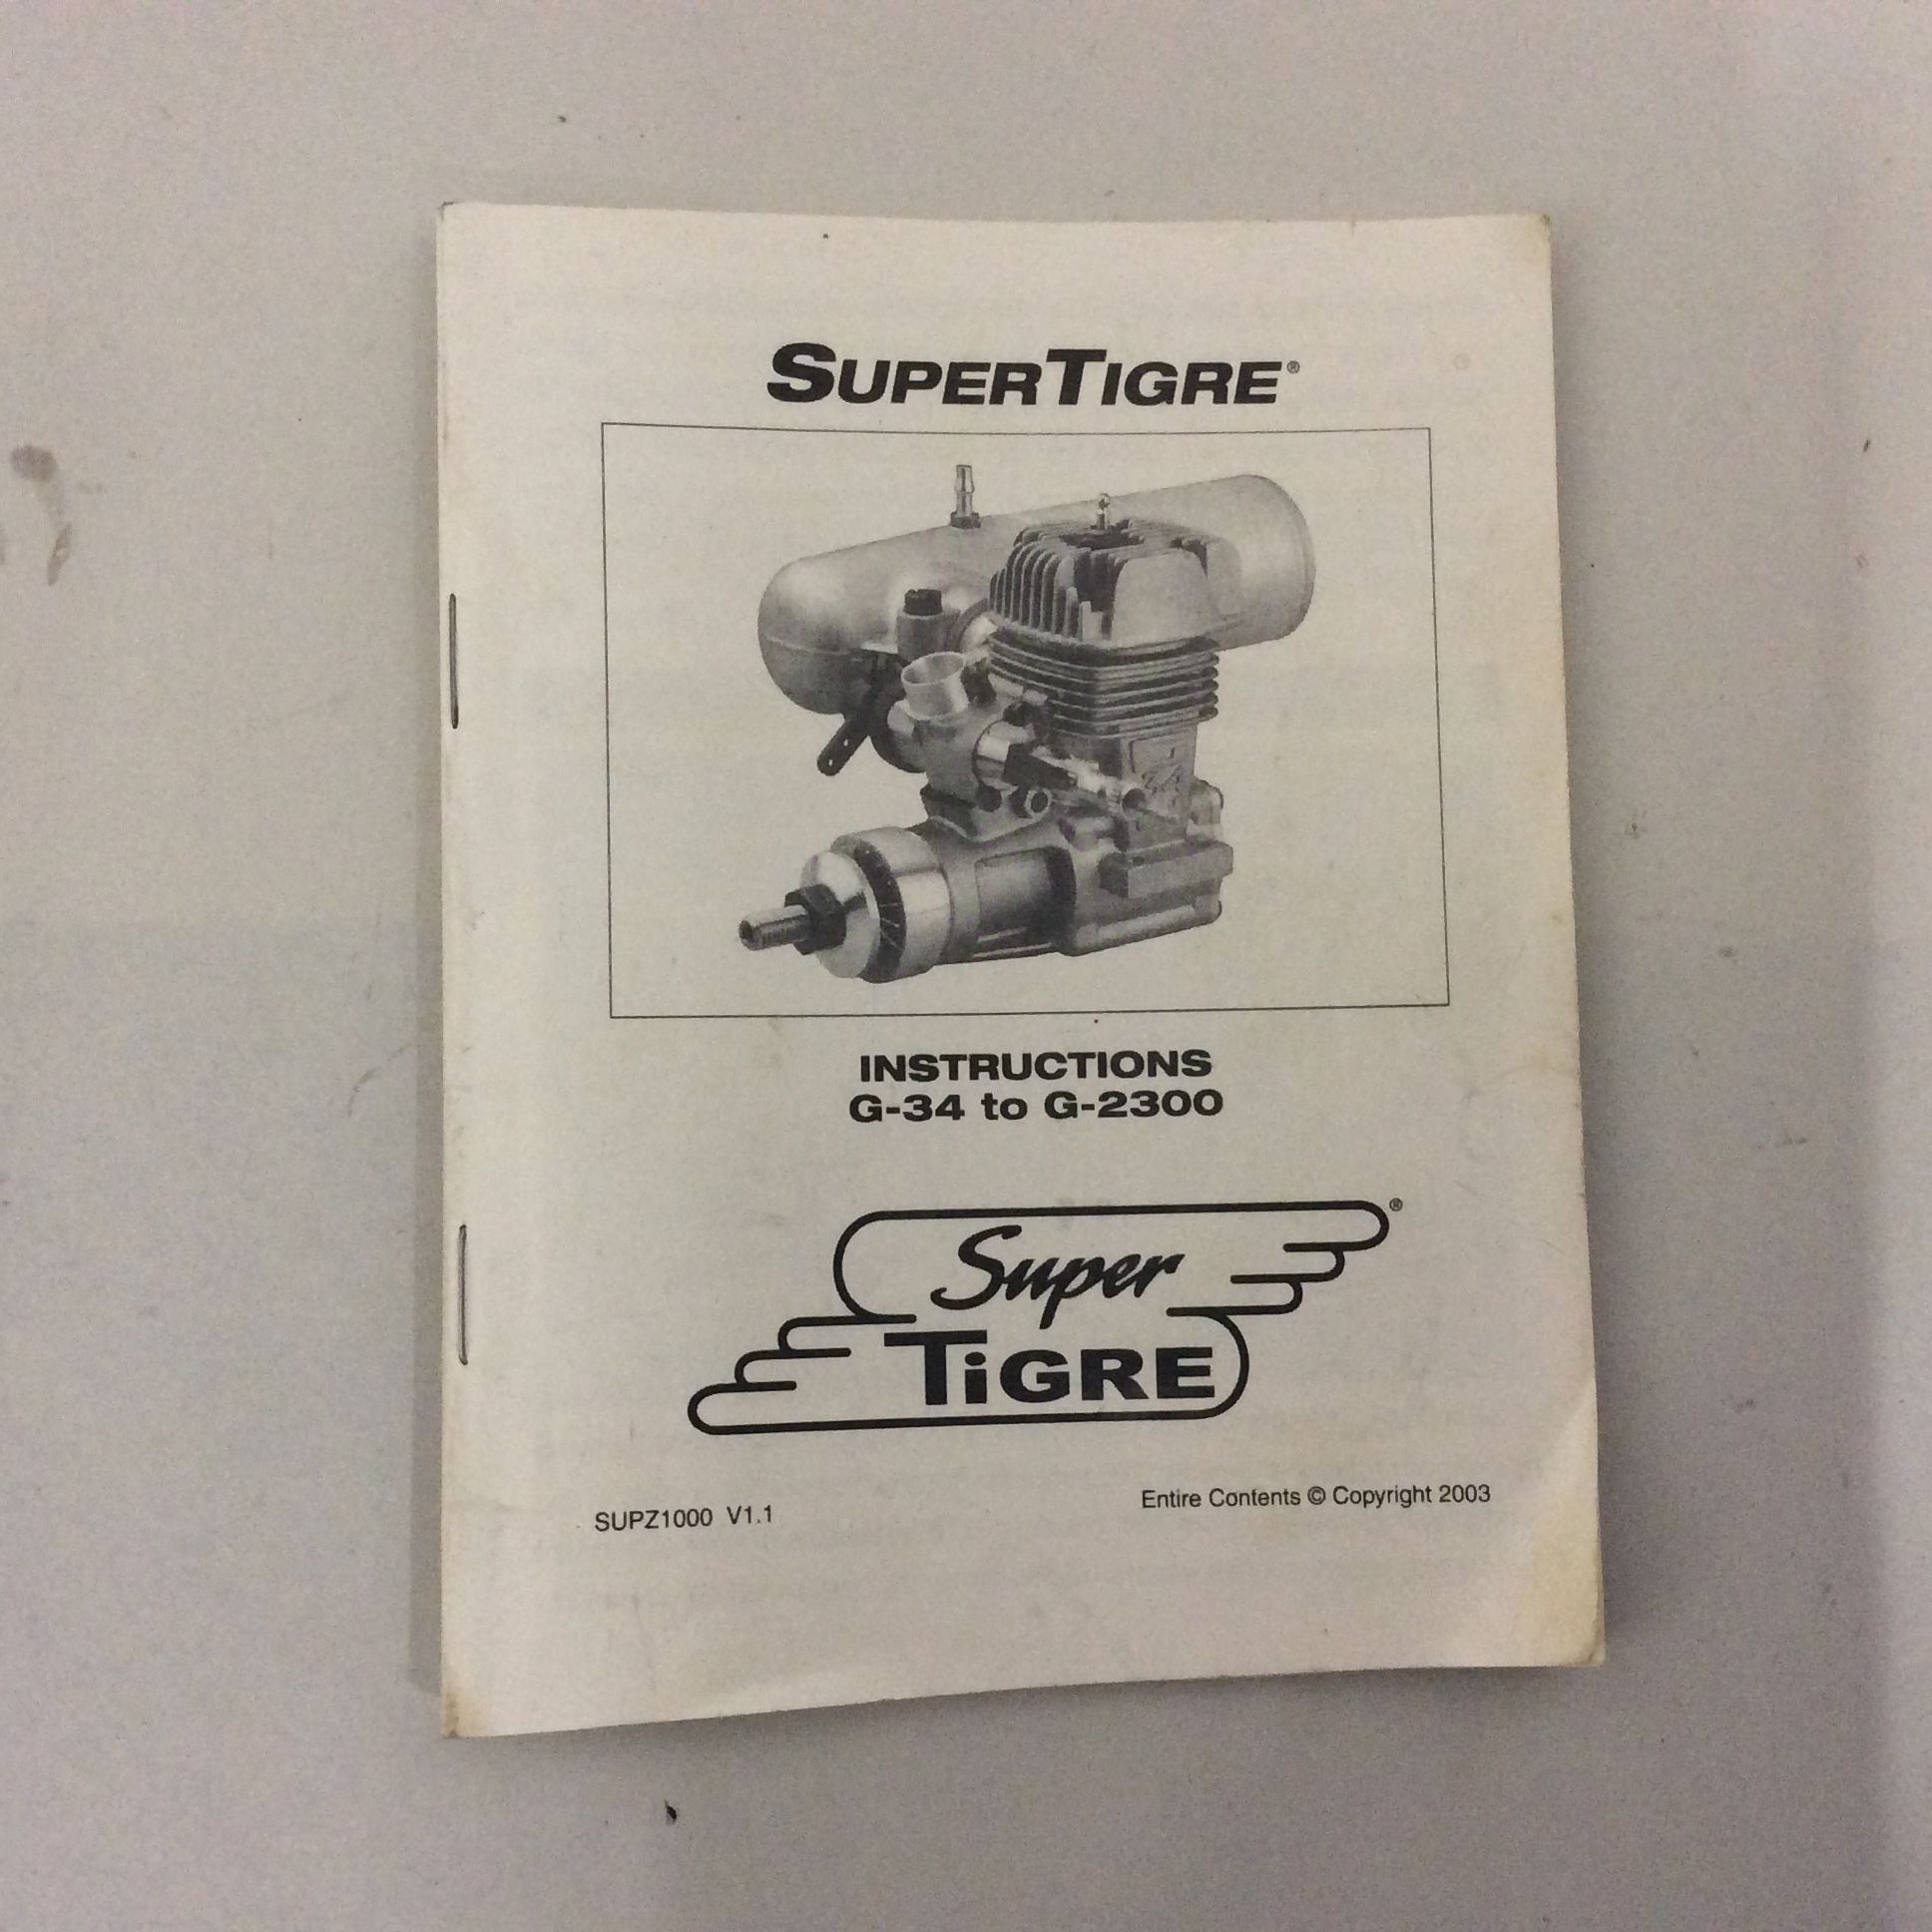 SUPERTIGRE®
INSTRUCTIONS
G-34 to G-2300
Super ®
TiGRE
SUPZ1000 V1.1
Entire Contents © Copyright 2003